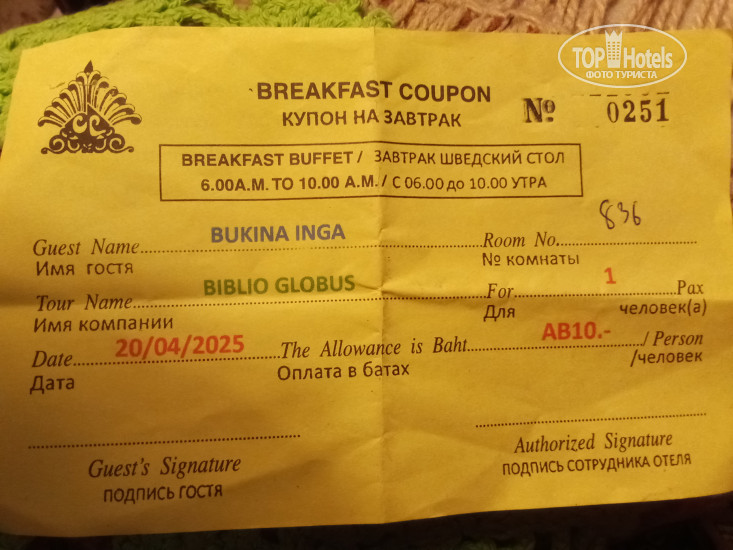 TOP Hotels
ФОТО ТУРИСТА
BREAKFAST COUPON
КУПОН НА ЗАВТРАК
№ 0251
BREAKFAST BUFFET / ЗАВТРАК ШВЕДСКИЙ СТОЛ
6.00A.M. TO 10.00 A.M. / С 06.00 до 10.00 УТРА
Guest Name BUKINA INGA Room No. 836
Имя гостя № комнаты
Tour Name BIBLIO GLOBUS For 1 Pax
Имя компании Для человек(а)
Date 20/04/2025 The Allowance is Baht AB10.- / Person
Дата Оплата в батах /человек
Guest's Signature Authorized Signature
ПОДПИСЬ ГОСТЯ ПОДПИСЬ СОТРУДНИКА ОТЕЛЯ